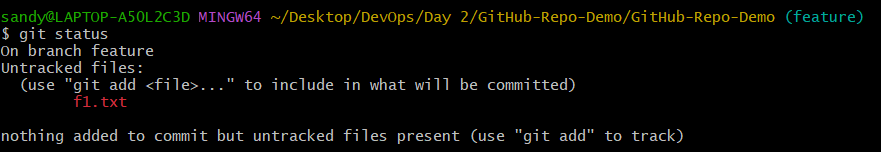 sandy@LAPTOP-A5OL2C3D MINGW64 ~/Desktop/DevOps/Day 2/GitHub-Repo-Demo/GitHub-Repo-Demo (feature)
$ git status
On branch feature
Untracked files:
  (use "git add <file>..." to include in what will be committed)
        f1.txt

nothing added to commit but untracked files present (use "git add" to track)